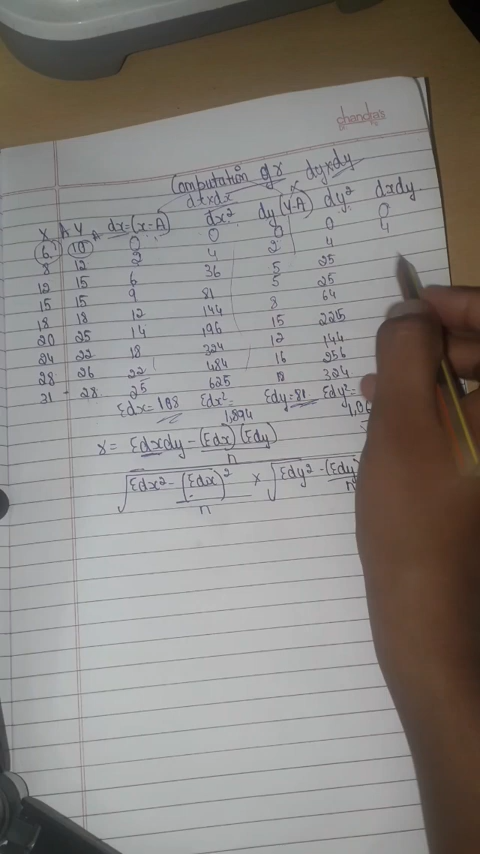 chandra's
Computation of r
dx x dx dy x dy
X A Y A dx=(x-A) dx² dy (Y-A) dy² dxdy
6 10 0 0 0 0 0
8 12 2 4 2 4 4
12 15 6 36 5 25
15 15 9 81 5 25
18 18 12 144 8 64
20 25 14 196 15 225
24 22 18 324 12 144
28 26 22 484 16 256
31 28 25 625 18 324
Σdx=108 Σdx²= Σdy=81 Σdy²=
1,894 1,06
r = Σdxdy - (Σdx)(Σdy)
n
√Σdx² - (Σdx)² x √Σdy² - (Σdy)
n n